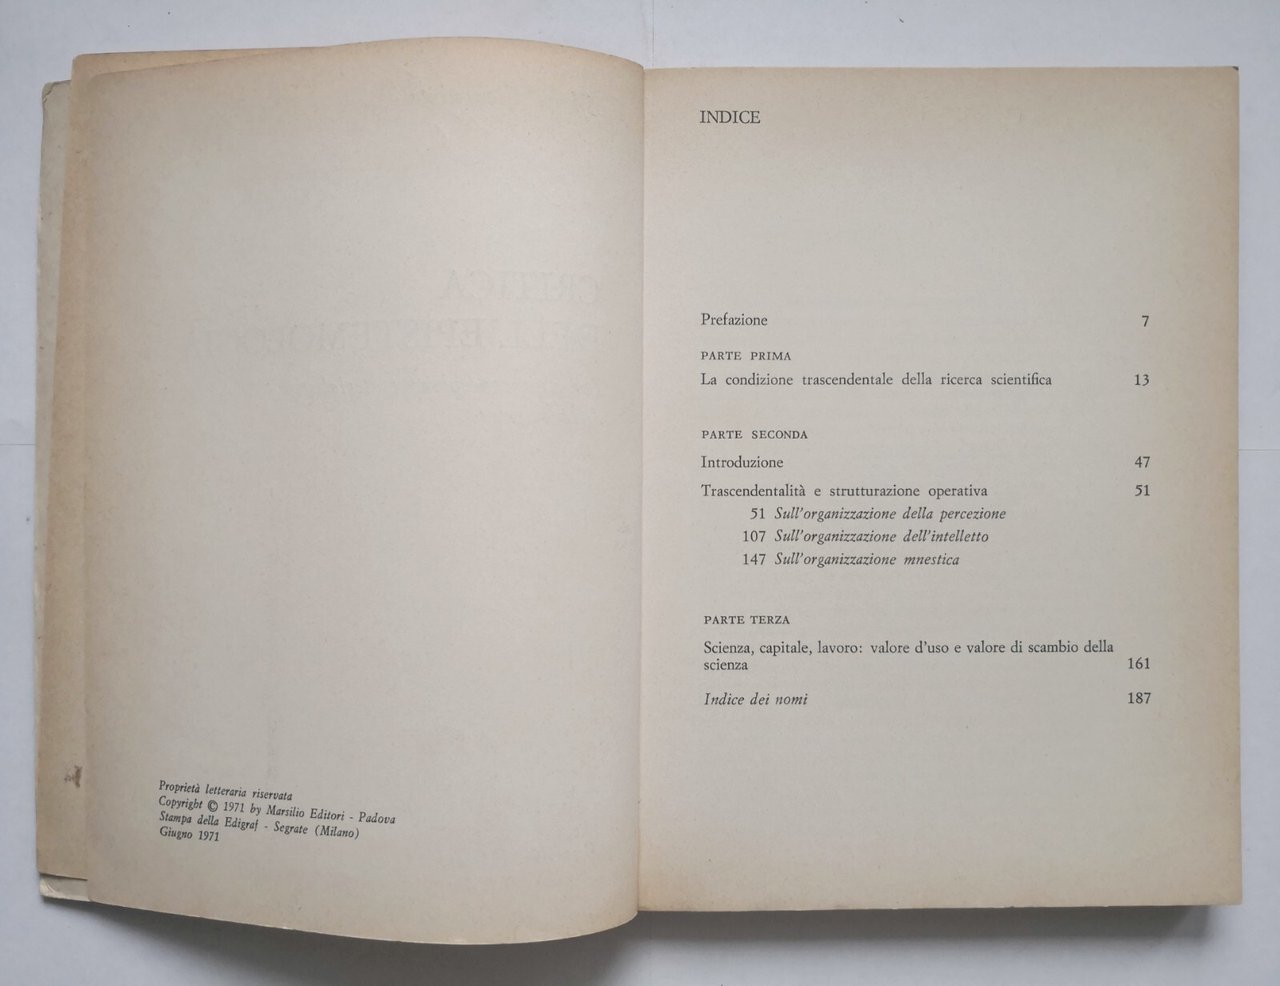 Proprietà letteraria riservata
Copyright © 1971 by Marsilio Editori - Padova
Stampa della Edigraf - Segrate (Milano)
Giugno 1971
INDICE
Prefazione 7
PARTE PRIMA
La condizione trascendentale della ricerca scientifica 13
PARTE SECONDA
Introduzione 47
Trascendentalità e strutturazione operativa 51
51 Sull'organizzazione della percezione
107 Sull'organizzazione dell'intelletto
147 Sull'organizzazione mnestica
PARTE TERZA
Scienza, capitale, lavoro: valore d'uso e valore di scambio della
scienza 161
Indice dei nomi 187